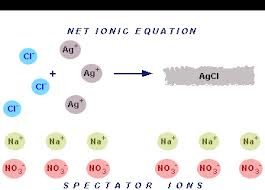 NET IONIC EQUATION
Cl⁻ Ag⁺
+ Ag⁺ AgCl
Cl⁻
Cl⁻ Ag⁺
Na⁺ Na⁺ Na⁺ Na⁺ Na⁺ Na⁺
NO₃⁻ NO₃⁻ NO₃⁻ NO₃⁻ NO₃⁻ NO₃⁻
SPECTATOR IONS